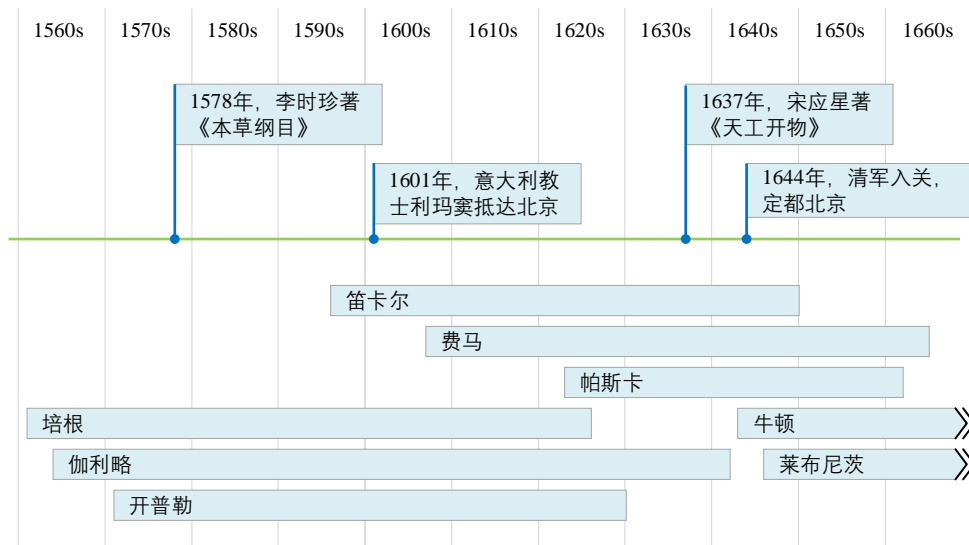 1560s 1570s 1580s 1590s 1600s 1610s 1620s 1630s 1640s 1650s 1660s
1578年，李时珍著
《本草纲目》
1637年，宋应星著
《天工开物》
1601年，意大利教
士利玛窦抵达北京
1644年，清军入关，
定都北京
笛卡尔
费马
帕斯卡
培根
牛顿
伽利略
莱布尼茨
开普勒